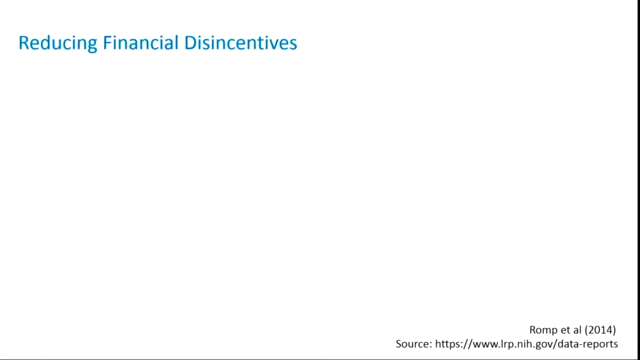 Reducing Financial Disincentives
Romp et al (2014)
Source: https://www.lrp.nih.gov/data-reports